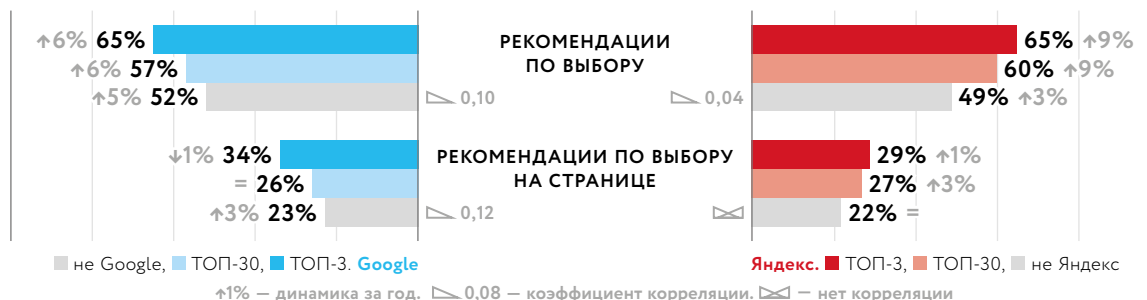 ↑6% 65%
↑6% 57%
↑5% 52%
РЕКОМЕНДАЦИИ
ПО ВЫБОРУ
0,10
0,04
65% ↑9%
60% ↑9%
49% ↑3%
↓1% 34%
= 26%
↑3% 23%
РЕКОМЕНДАЦИИ ПО ВЫБОРУ
НА СТРАНИЦЕ
0,12
29% ↑1%
27% ↑3%
22% =
не Google, ТОП-30, ТОП-3. Google
Яндекс. ТОП-3, ТОП-30, не Яндекс
↑1% — динамика за год. 0,08 — коэффициент корреляции. — нет корреляции